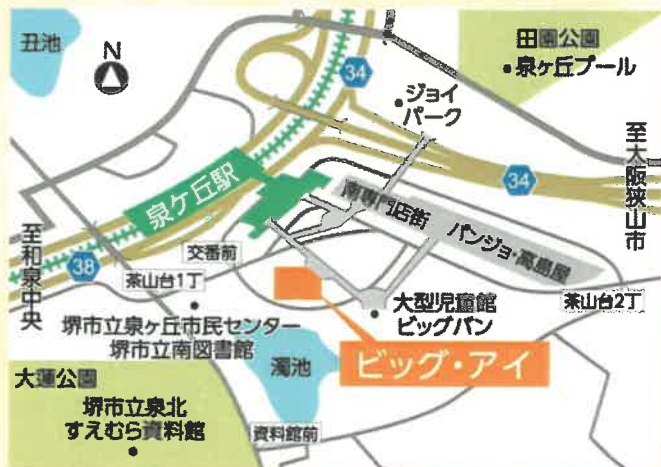 丑池
N
34
田園公園
泉ヶ丘プール
ジョイ
パーク
至大阪狭山市
34
泉ケ丘駅
南専門店街 パンジョ・高島屋
至和泉中央
38
交番前
茶山台1丁
茶山台2丁
堺市立泉ヶ丘市民センター
堺市立南図書館
大型児童館
ビッグバン
ビッグ・アイ
濁池
大蓮公園
堺市立泉北
すえむら資料館
資料館前